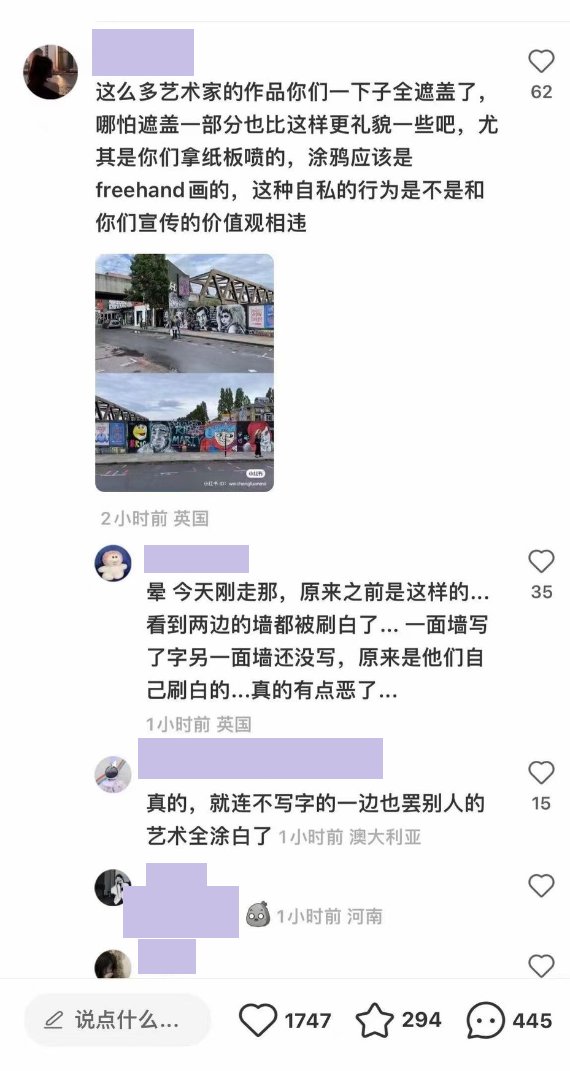 这么多艺术家的作品你们一下子全遮盖了，
哪怕遮盖一部分也比这样更礼貌一些吧，尤
其是你们拿纸板喷的，涂鸦应该是
freehand画的，这种自私的行为是不是和
你们宣传的价值观相违
62
小红书
2小时前 英国
晕 今天刚走那，原来之前是这样的...
看到两边的墙都被刷白了... 一面墙写
了字另一面墙还没写，原来是他们自
己刷白的...真的有点恶了...
35
1小时前 英国
真的，就连不写字的一边也罢别人的
艺术全涂白了 1小时前 澳大利亚
15
1小时前 河南
说点什么...
1747
294
445